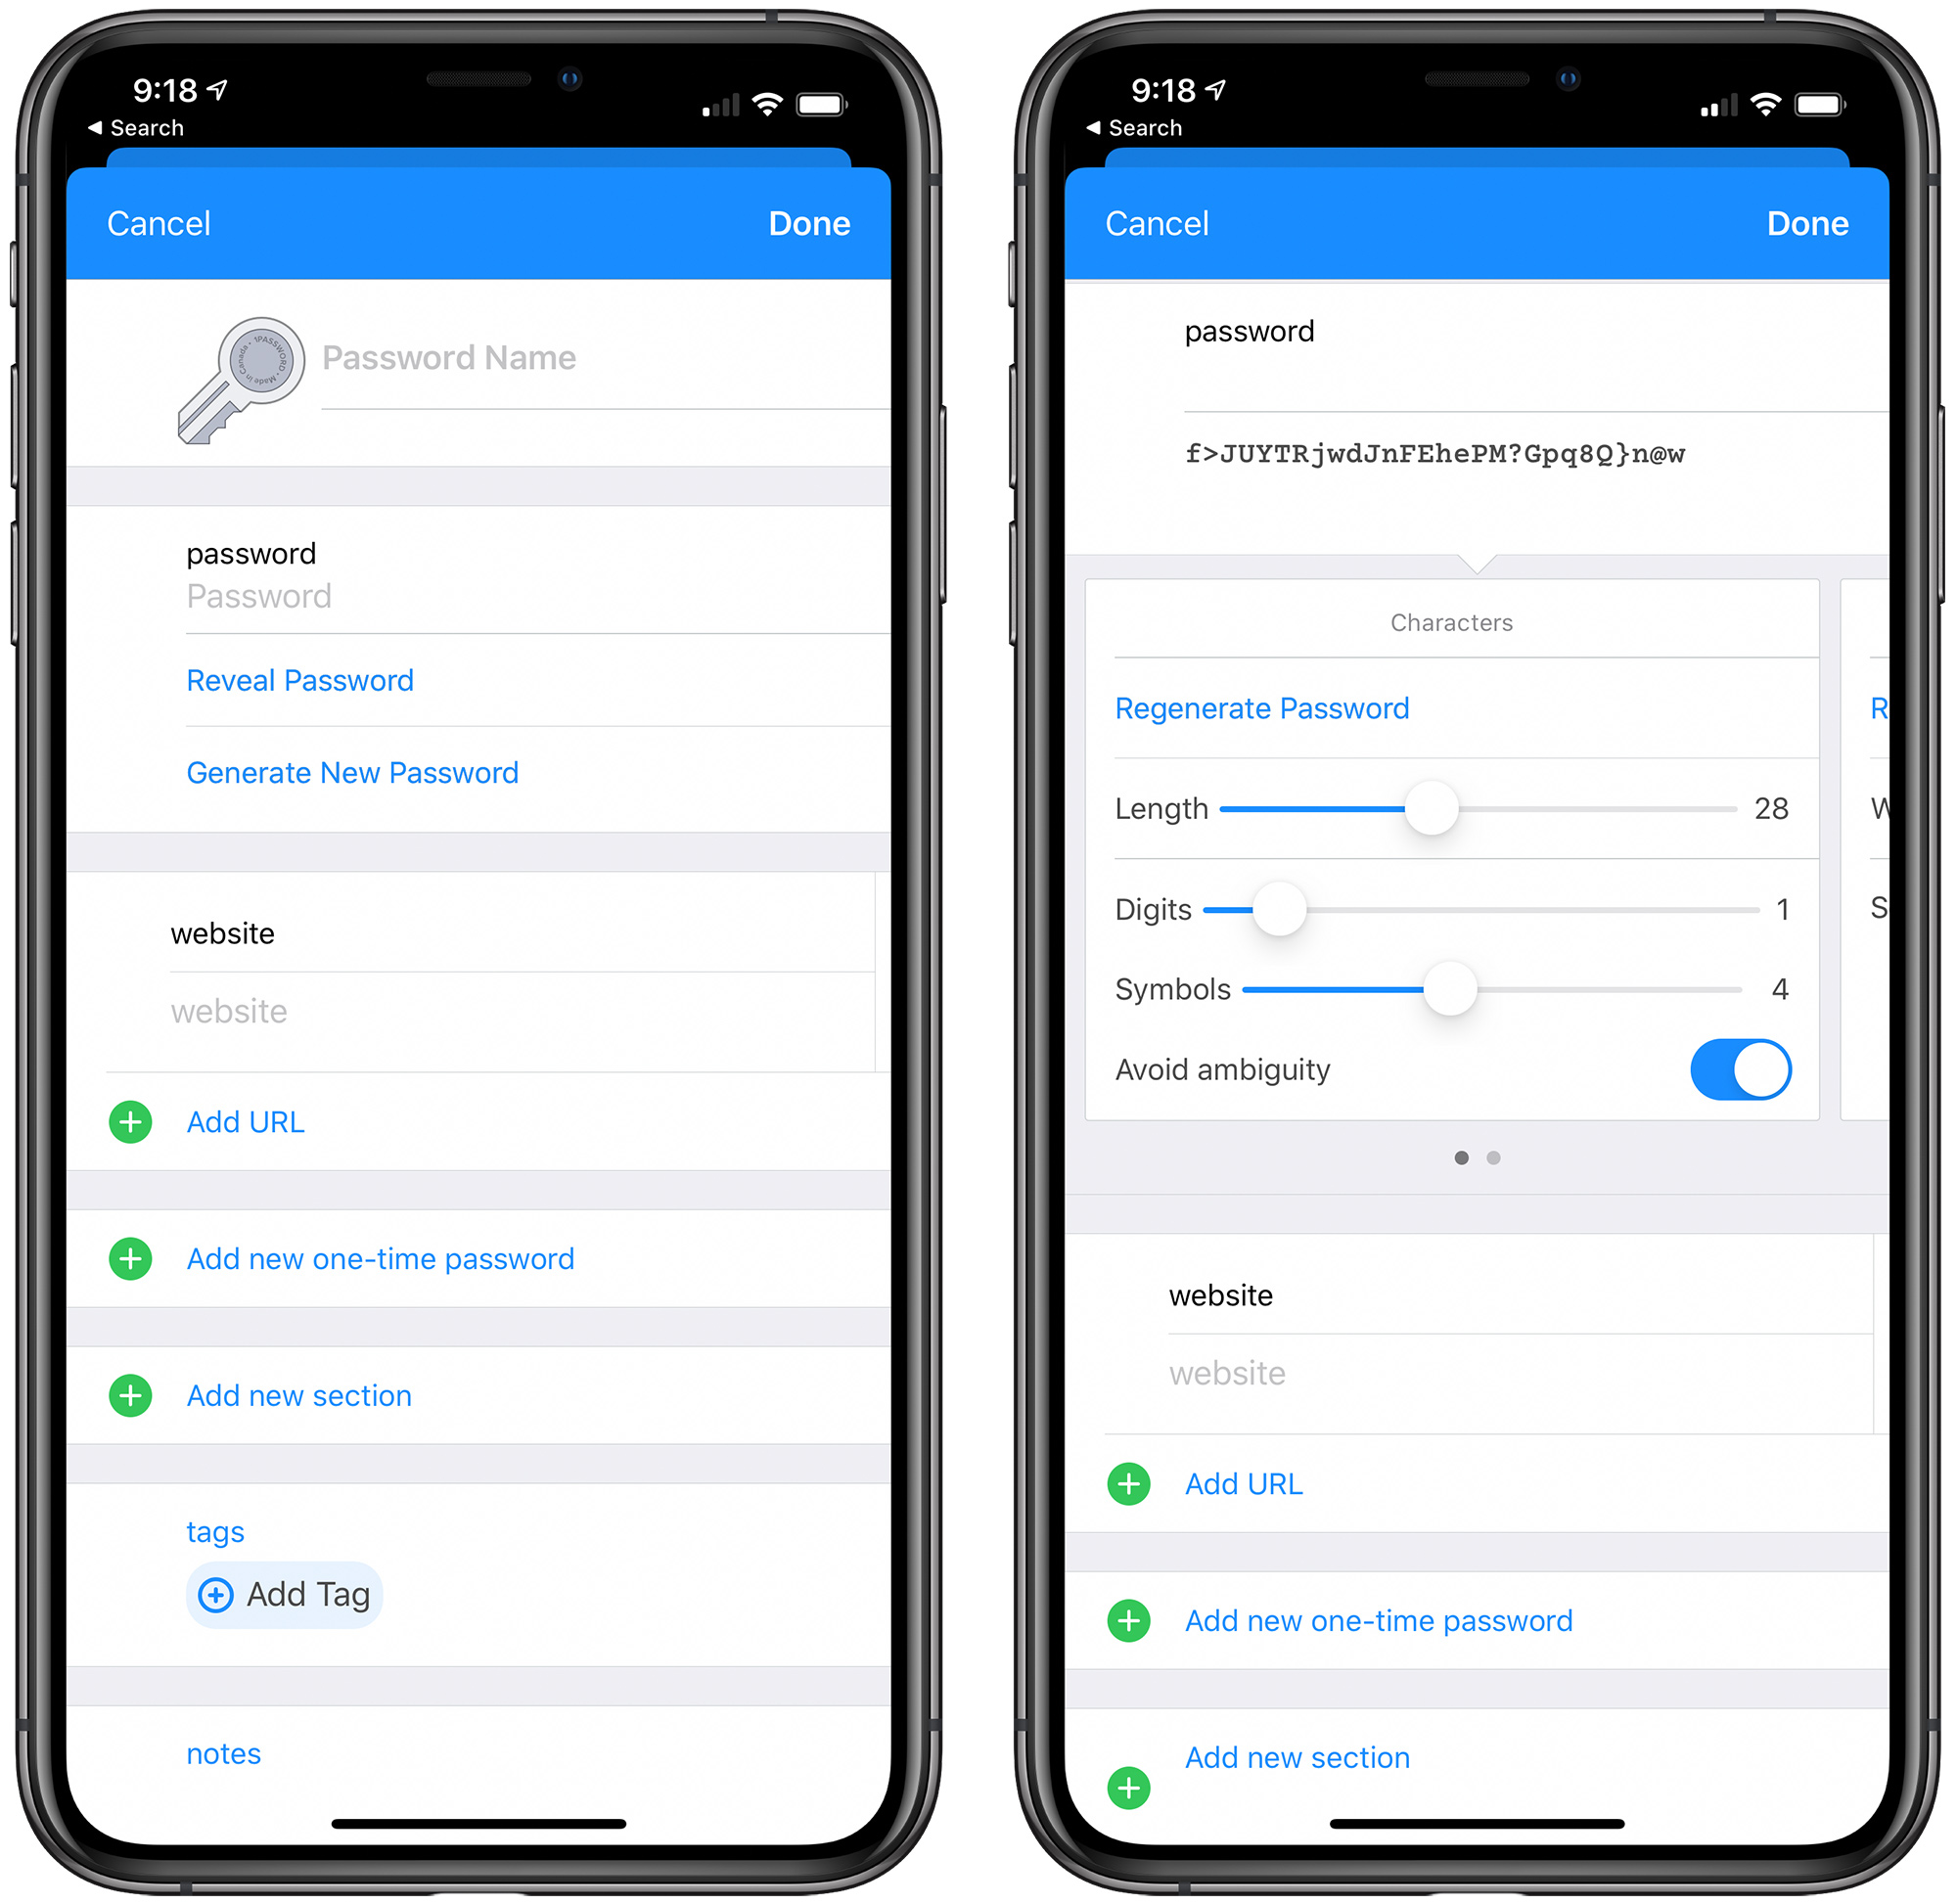 9:18
Search
Cancel Done
1PASSWORD • Made in Canada •
Password Name
password
Password
Reveal Password
Generate New Password
website
website
Add URL
Add new one-time password
Add new section
tags
Add Tag
notes
9:18
Search
Cancel Done
password
f>JUYTRjwdJnFEhePM?Gpq8Q}n@w
Characters
Regenerate Password
R
Length 28
W
Digits 1
S
Symbols 4
Avoid ambiguity
website
website
Add URL
Add new one-time password
Add new section